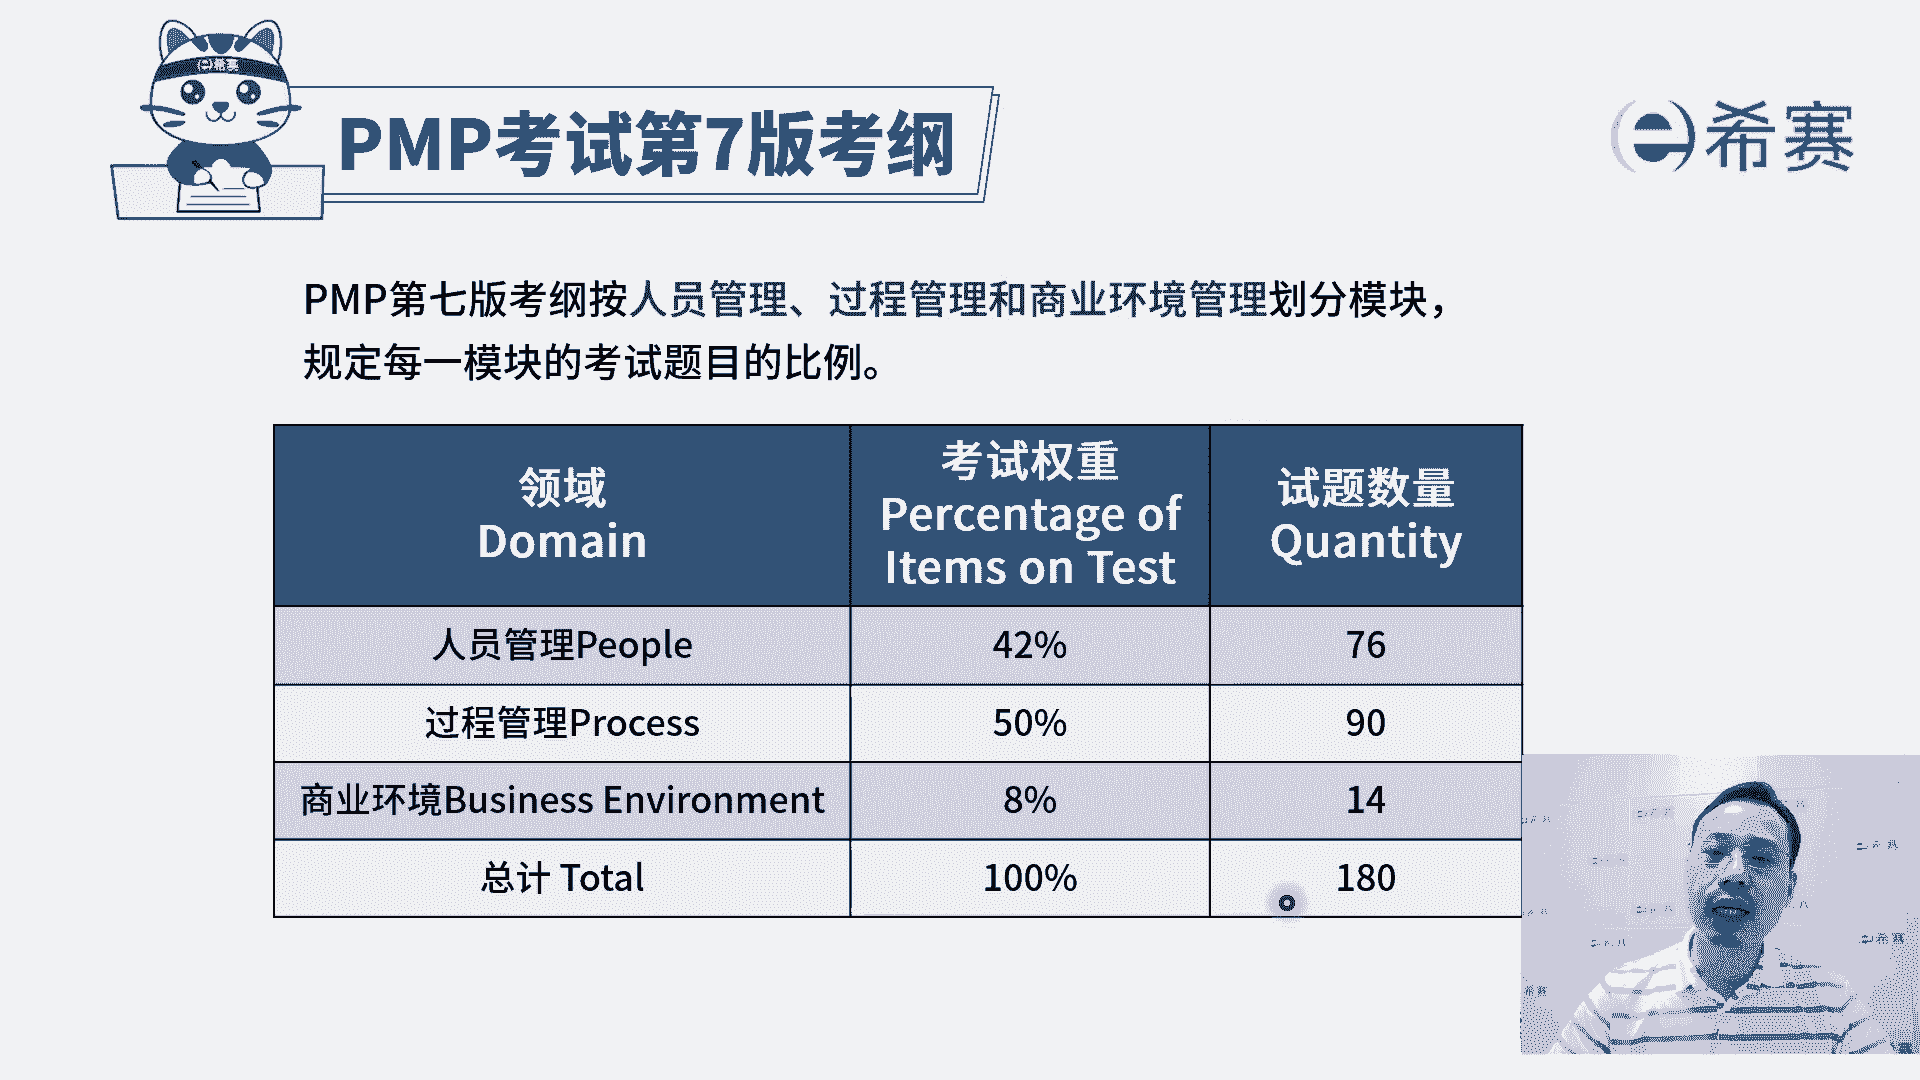 希赛
PMP考试第7版考纲
希赛
PMP第七版考纲按人员管理、过程管理和商业环境管理划分模块，
规定每一模块的考试题目的比例。
领域
Domain
考试权重
Percentage of
Items on Test
试题数量
Quantity
人员管理People
42%
76
过程管理Process
50%
90
商业环境Business Environment
8%
14
总计 Total
100%
180
希赛
希赛